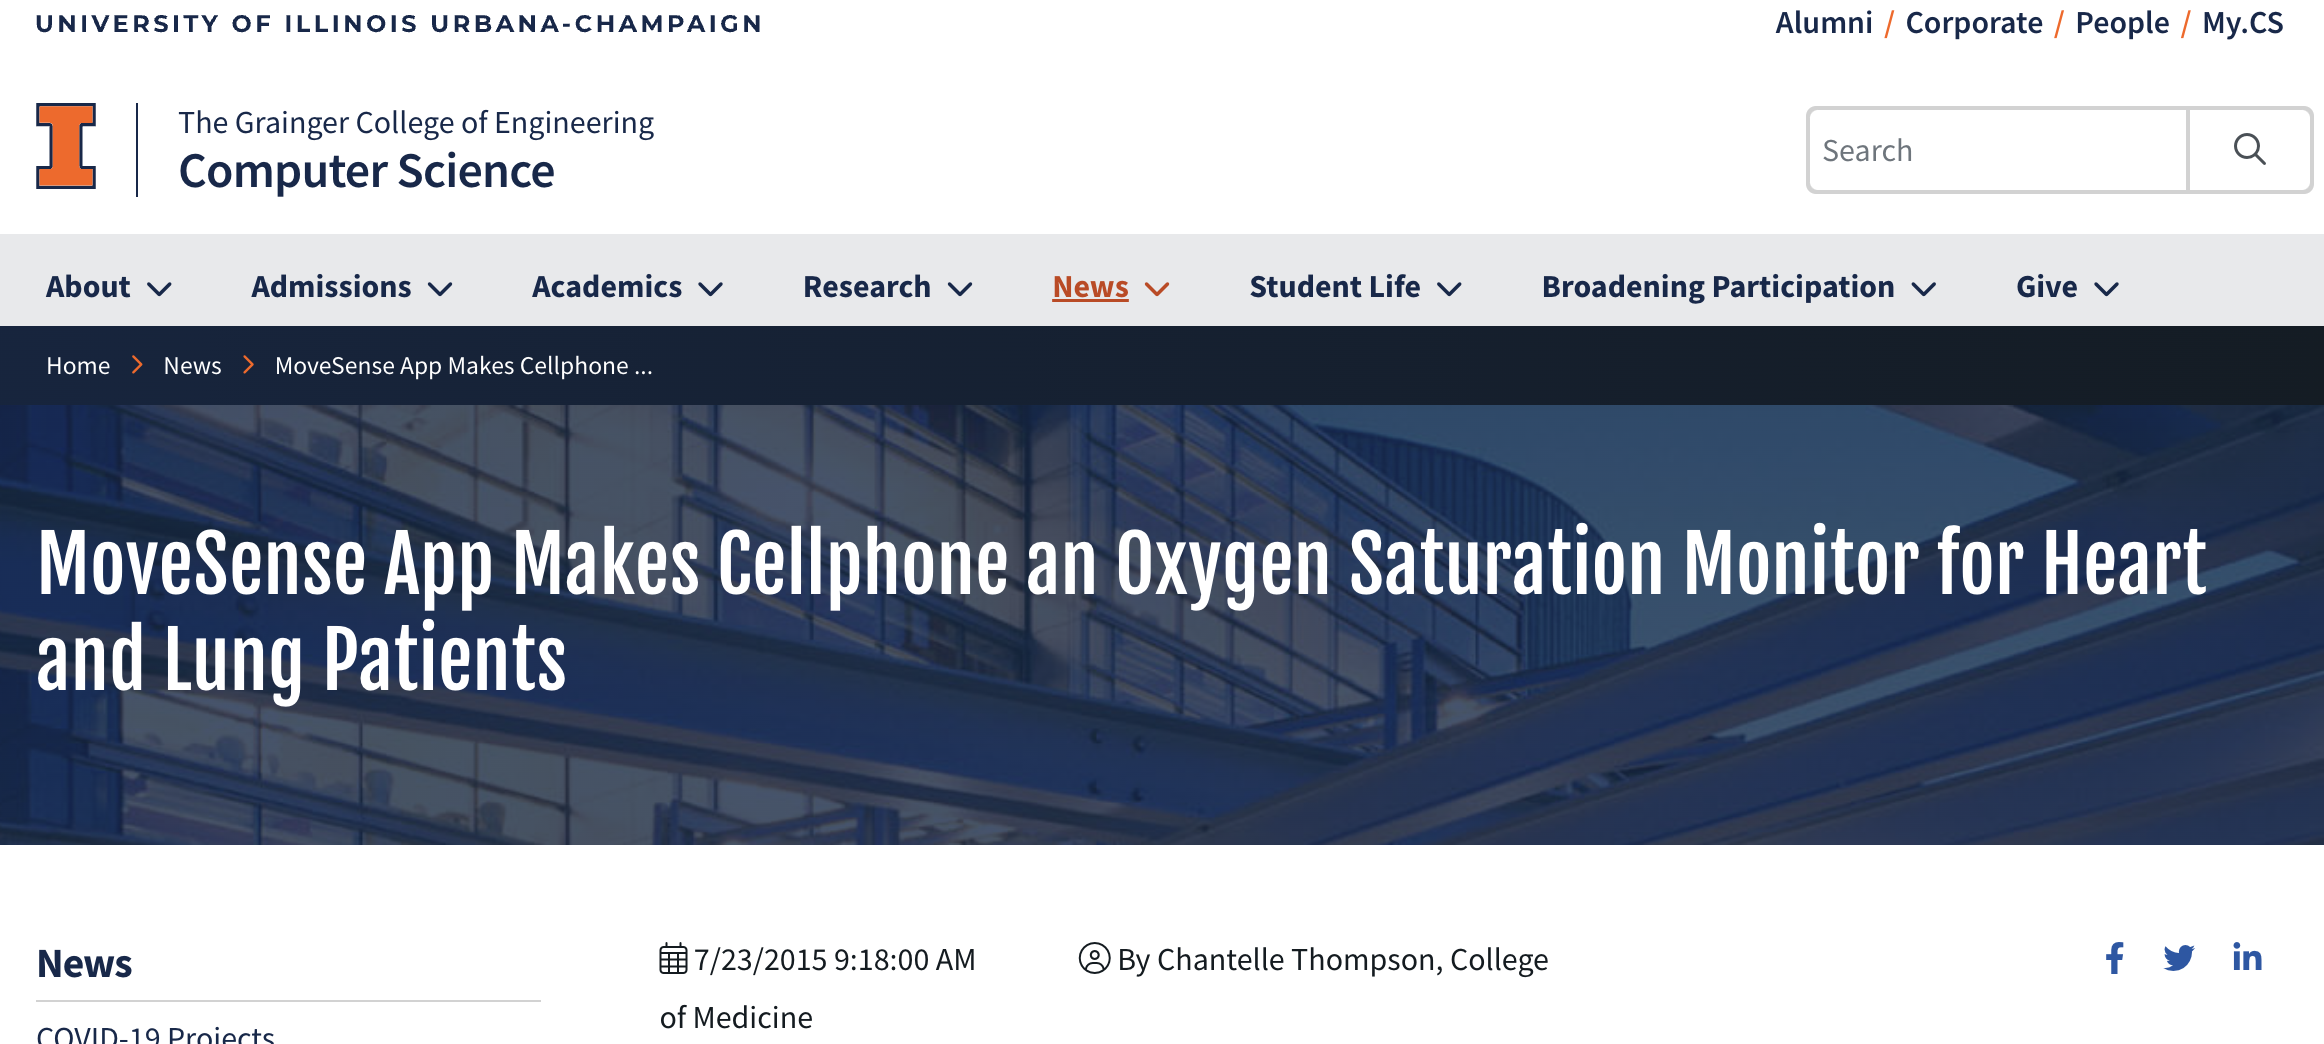 UNIVERSITY OF ILLINOIS URBANA-CHAMPAIGN
Alumni / Corporate / People / My.CS
The Grainger College of Engineering
Computer Science
Search
About
Admissions
Academics
Research
News
Student Life
Broadening Participation
Give
Home
News
MoveSense App Makes Cellphone ...
MoveSense App Makes Cellphone an Oxygen Saturation Monitor for Heart
and Lung Patients
News
COVID-19 Projects
7/23/2015 9:18:00 AM
By Chantelle Thompson, College
of Medicine